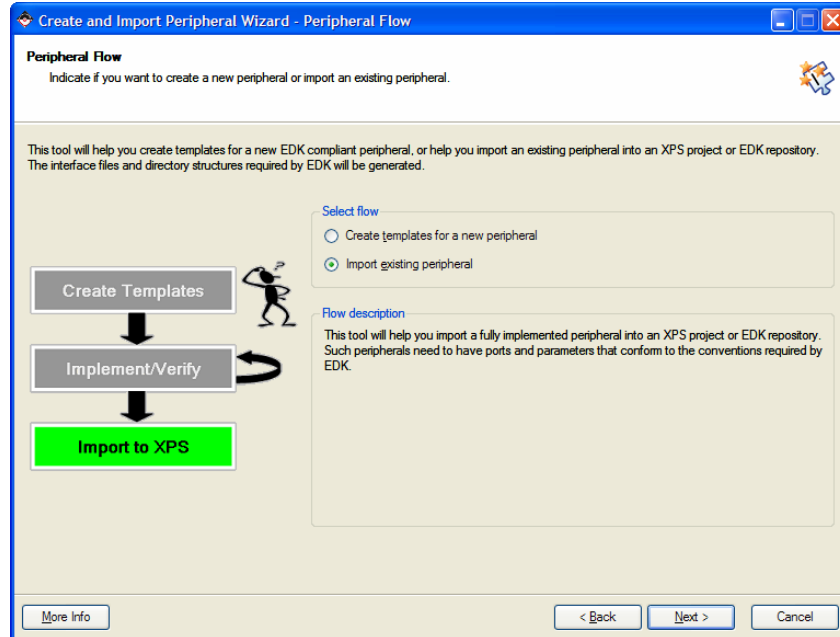 Create and Import Peripheral Wizard - Peripheral Flow
Peripheral Flow
Indicate if you want to create a new peripheral or import an existing peripheral.
This tool will help you create templates for a new EDK compliant peripheral, or help you import an existing peripheral into an XPS project or EDK repository.
The interface files and directory structures required by EDK will be generated.
Select flow
Create templates for a new peripheral
Import existing peripheral
Create Templates
Implement/Verify
Import to XPS
Flow description
This tool will help you import a fully implemented peripheral into an XPS project or EDK repository.
Such peripherals need to have ports and parameters that conform to the conventions required by
EDK.
More Info
< Back
Next >
Cancel